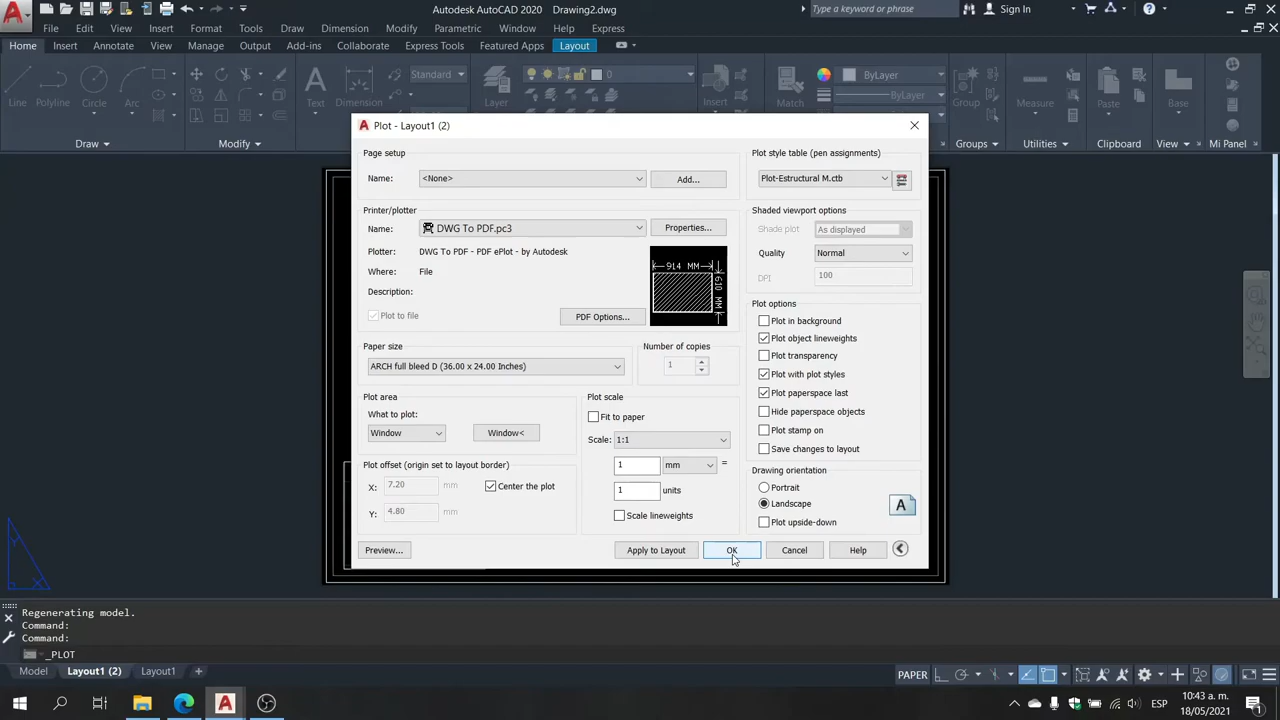 Autodesk AutoCAD 2020   Drawing2.dwg
Type a keyword or phrase
Sign In
File Edit View Insert Format Tools Draw Dimension Modify Parametric Window Help Express
Home Insert Annotate Parametric View Manage Output Add-ins Collaborate Express Tools Featured Apps Layout
Line Polyline Circle Arc
Text Dimension Standard
Layer
0
Insert
Match
ByLayer
ByLayer
Group Measure Paste Base
Draw Modify Groups Utilities Clipboard View Mi Panel
Plot - Layout1 (2)
Page setup
Name: <None> Add...
Printer/plotter
Name: DWG To PDF.pc3 Properties...
Plotter: DWG To PDF - PDF ePlot - by Autodesk
Where: File
Description:
Plot to file
PDF Options...
914 MM
610 MM
Paper size
ARCH full bleed D (36.00 x 24.00 Inches)
Number of copies
1
Plot area
What to plot:
Window Window<
Plot offset (origin set to layout border)
X: 7.20 mm Center the plot
Y: 4.80 mm
Plot scale
Fit to paper
Scale: 1:1
1 mm =
1 units
Scale lineweights
Plot style table (pen assignments)
Plot-Estructural M.ctb
Shaded viewport options
Shade plot As displayed
Quality Normal
DPI 100
Plot options
Plot in background
Plot object lineweights
Plot transparency
Plot with plot styles
Plot paperspace last
Hide paperspace objects
Plot stamp on
Save changes to layout
Drawing orientation
Portrait
Landscape
Plot upside-down
A
Preview... Apply to Layout OK Cancel Help
Regenerating model.
Command:
Command:
_PLOT
Model Layout1 (2) Layout1 +
PAPER
ESP
10:43 a. m.
18/05/2021